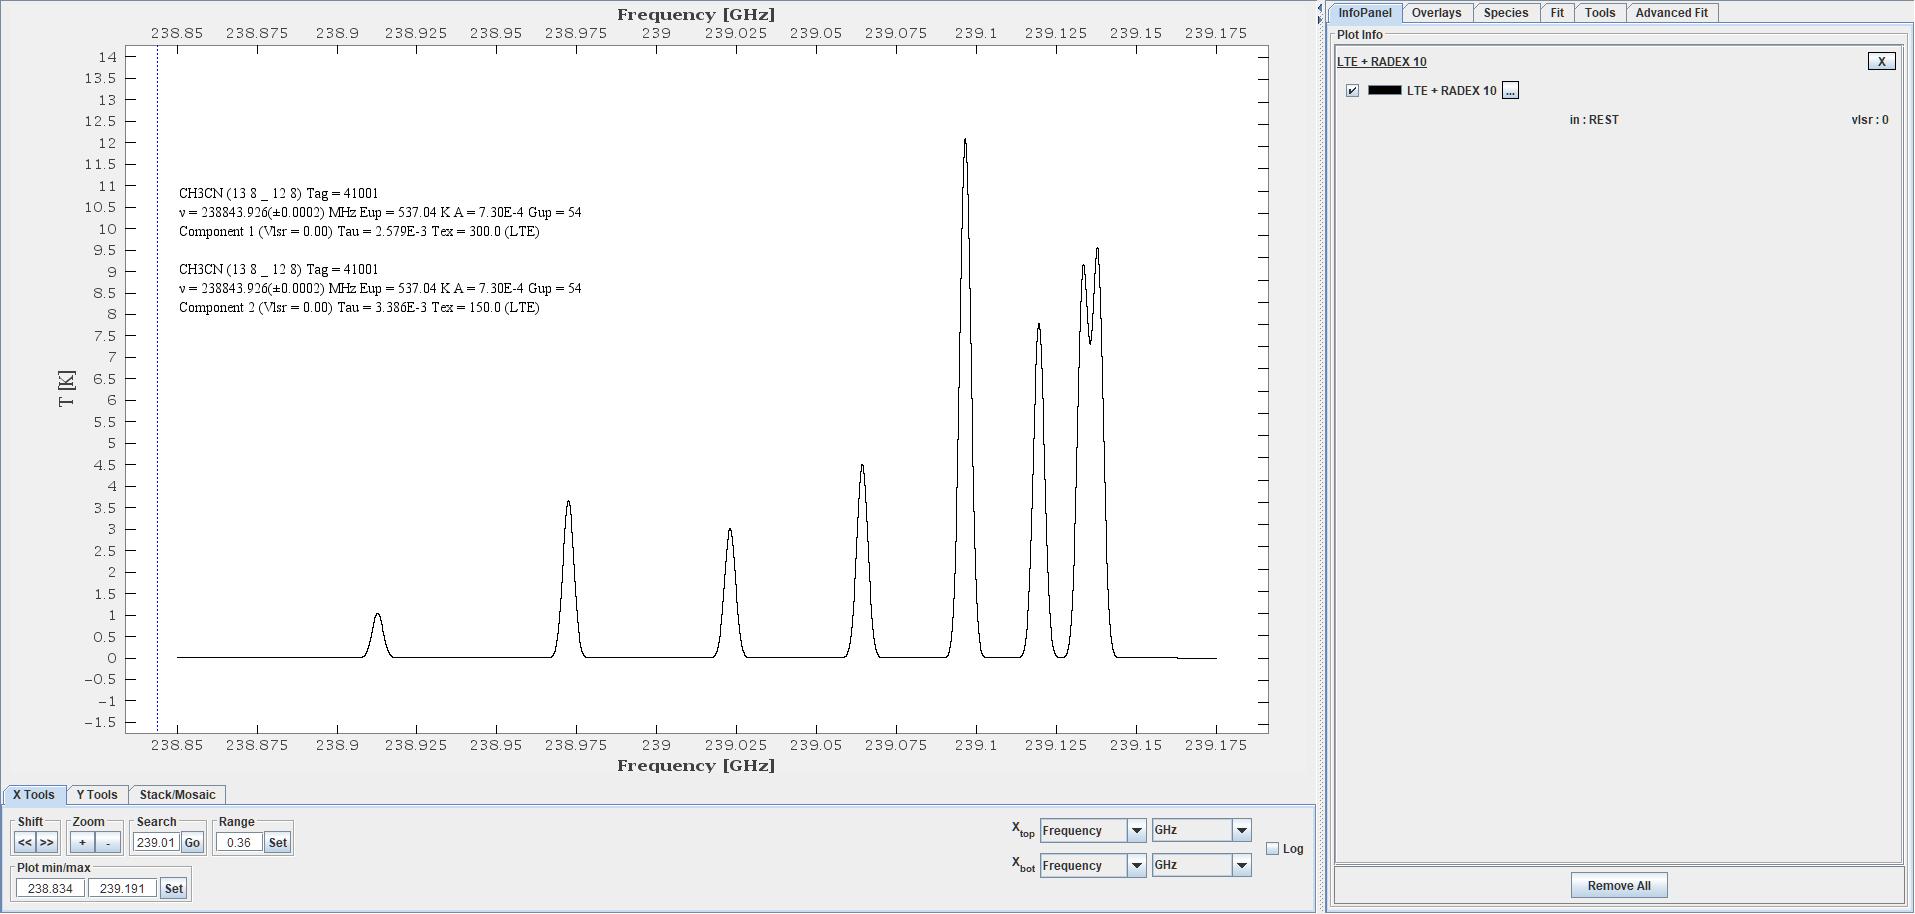 Frequency [GHz]
238.85 238.875 238.9 238.925 238.95 238.975 239 239.025 239.05 239.075 239.1 239.125 239.15 239.175
14
13.5
13
12.5
12
11.5
11
10.5
10
9.5
9
8.5
8
7.5
7
6.5
6
5.5
5
4.5
4
3.5
3
2.5
2
1.5
1
0.5
0
−0.5
−1
−1.5
T [K]
CH3CN (13 8 _ 12 8) Tag = 41001
ν = 238843.926(±0.0002) MHz Eup = 537.04 K A = 7.30E-4 Gup = 54
Component 1 (Vlsr = 0.00) Tau = 2.579E-3 Tex = 300.0 (LTE)
CH3CN (13 8 _ 12 8) Tag = 41001
ν = 238843.926(±0.0002) MHz Eup = 537.04 K A = 7.30E-4 Gup = 54
Component 2 (Vlsr = 0.00) Tau = 3.386E-3 Tex = 150.0 (LTE)
238.85 238.875 238.9 238.925 238.95 238.975 239 239.025 239.05 239.075 239.1 239.125 239.15 239.175
Frequency [GHz]
X Tools Y Tools Stack/Mosaic
Shift Zoom Search Range
<< >> + - 239.01 Go 0.36 Set
Plot min/max
238.834 239.191 Set
Xtop Frequency GHz
Xbot Frequency GHz
Log
InfoPanel Overlays Species Fit Tools Advanced Fit
Plot Info
LTE + RADEX 10 X
LTE + RADEX 10 ...
in : REST vlsr : 0
Remove All